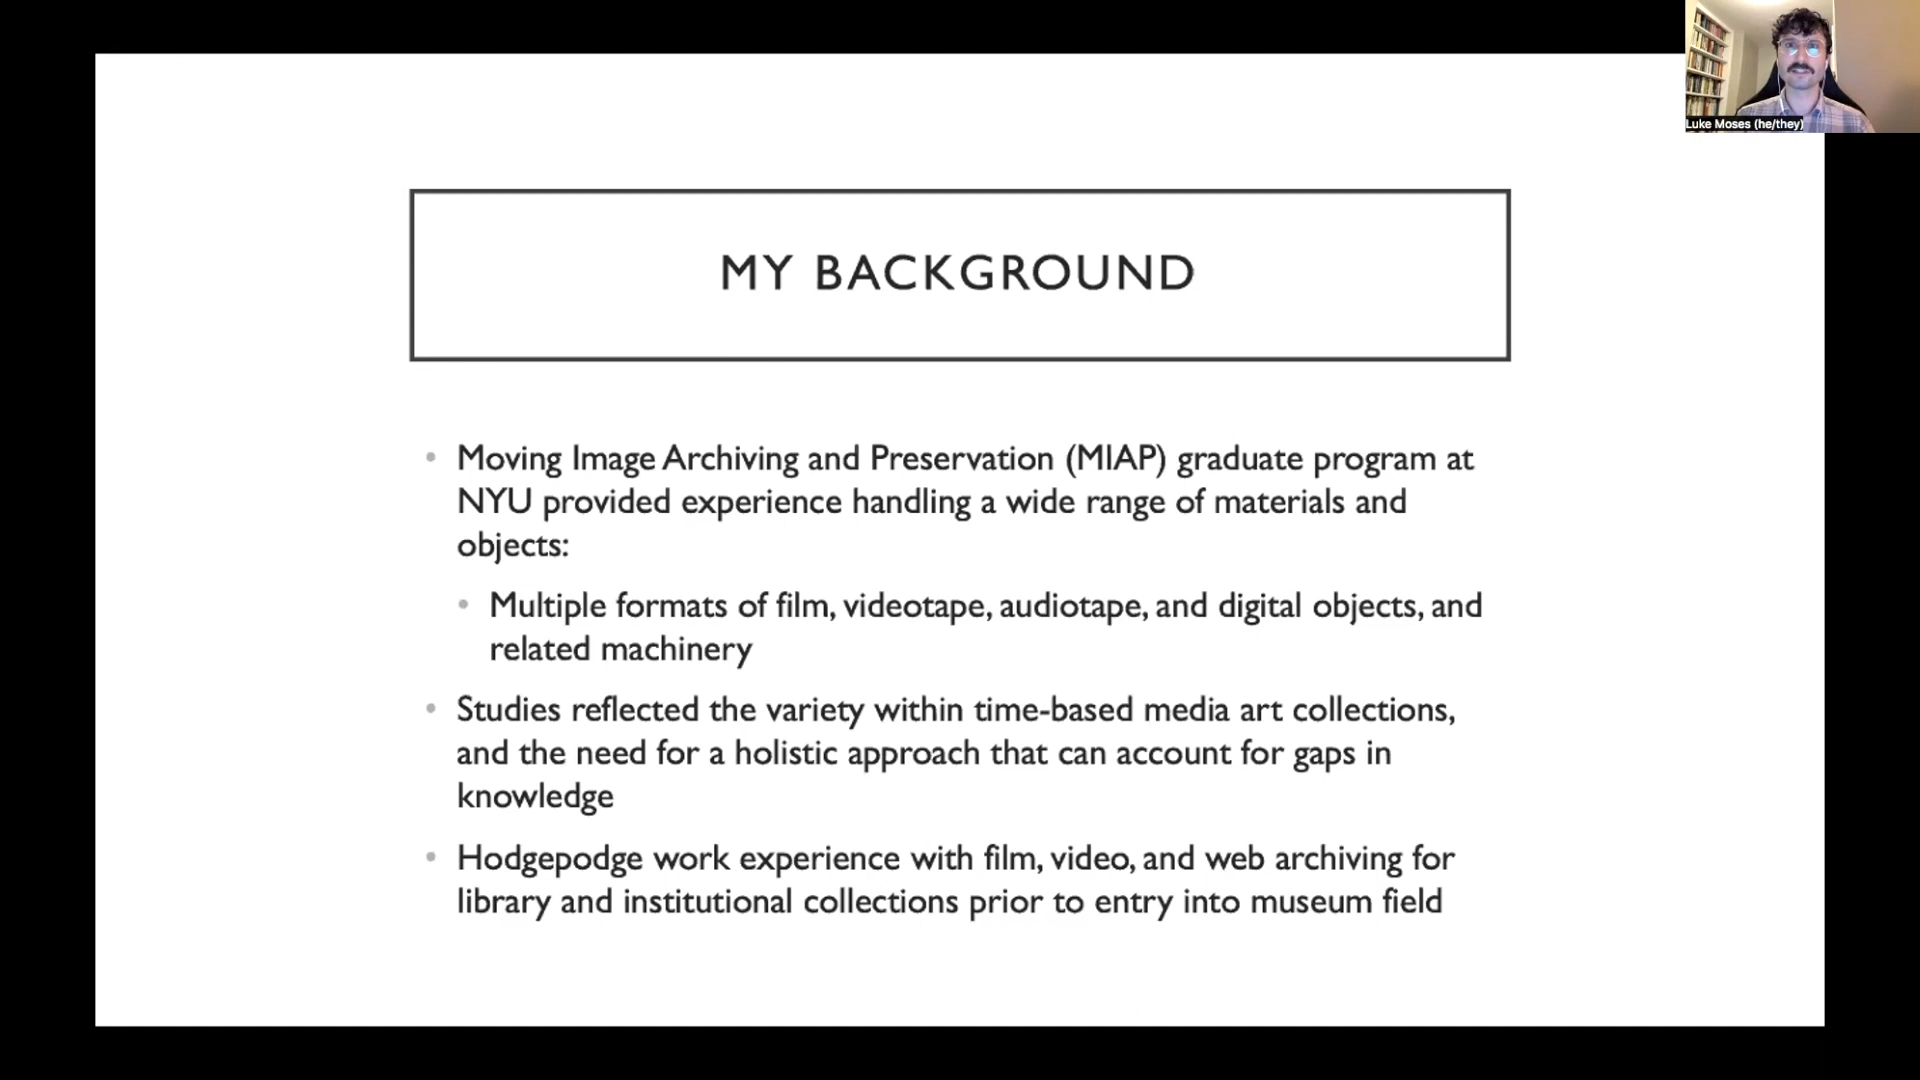 Luke Moses (he/they)
MY BACKGROUND
• Moving Image Archiving and Preservation (MIAP) graduate program at
NYU provided experience handling a wide range of materials and
objects:
• Multiple formats of film, videotape, audiotape, and digital objects, and
related machinery
• Studies reflected the variety within time-based media art collections,
and the need for a holistic approach that can account for gaps in
knowledge
• Hodgepodge work experience with film, video, and web archiving for
library and institutional collections prior to entry into museum field